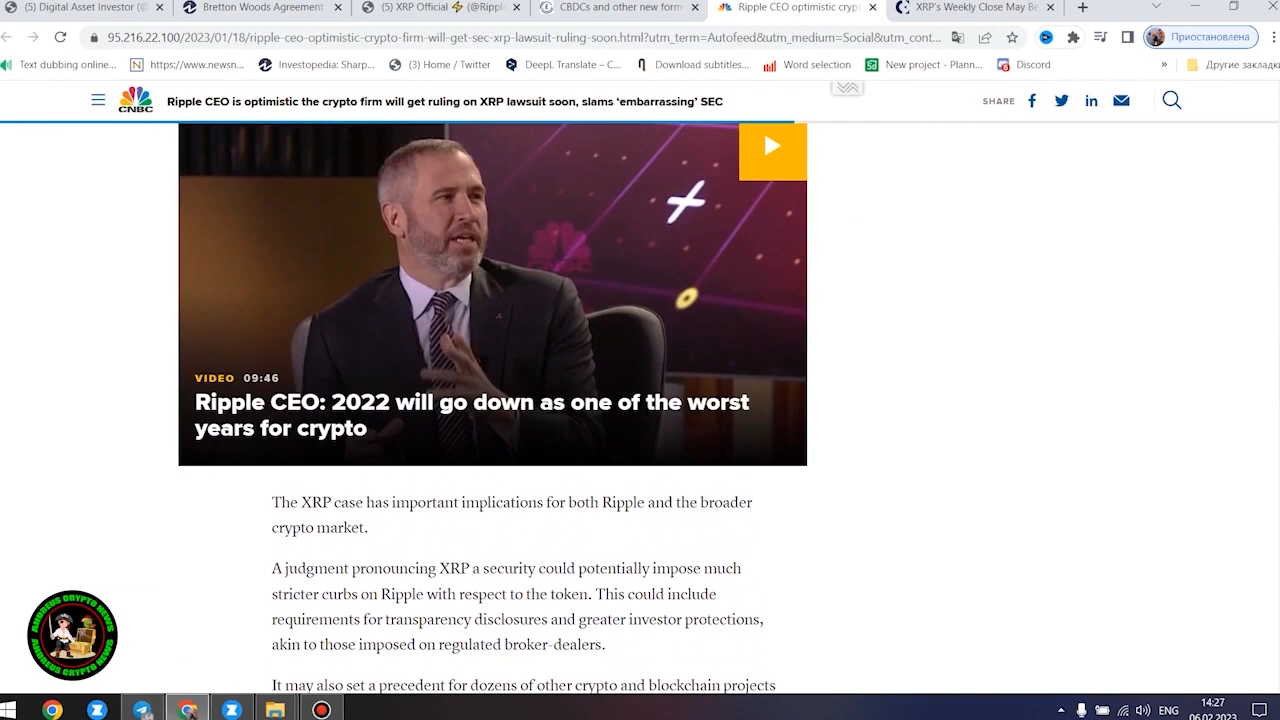 (5) Digital Asset Investor (@
Bretton Woods Agreement
(5) XRP Official ⚡ (@Rippl
CBDCs and other new form
Ripple CEO optimistic crypt
XRP's Weekly Close May Be
95.216.22.100/2023/01/18/ripple-ceo-optimistic-crypto-firm-will-get-sec-xrp-lawsuit-ruling-soon.html?utm_term=Autofeed&utm_medium=Social&utm_cont...
Приостановлена
Text dubbing online...
https://www.newsn...
Investopedia: Sharp...
(3) Home / Twitter
DeepL Translate – C...
Download subtitles...
Word selection
New project - Plann...
Discord
»
Другие закладки
CNBC
Ripple CEO is optimistic the crypto firm will get ruling on XRP lawsuit soon, slams ‘embarrassing’ SEC
SHARE
VIDEO 09:46
Ripple CEO: 2022 will go down as one of the worst
years for crypto
The XRP case has important implications for both Ripple and the broader
crypto market.
A judgment pronouncing XRP a security could potentially impose much
stricter curbs on Ripple with respect to the token. This could include
requirements for transparency disclosures and greater investor protections,
akin to those imposed on regulated broker-dealers.
It may also set a precedent for dozens of other crypto and blockchain projects
ANDREUS CRYPTO NEWS
ANDREUS CRYPTO NEWS
14:27
ENG
06.02.2023